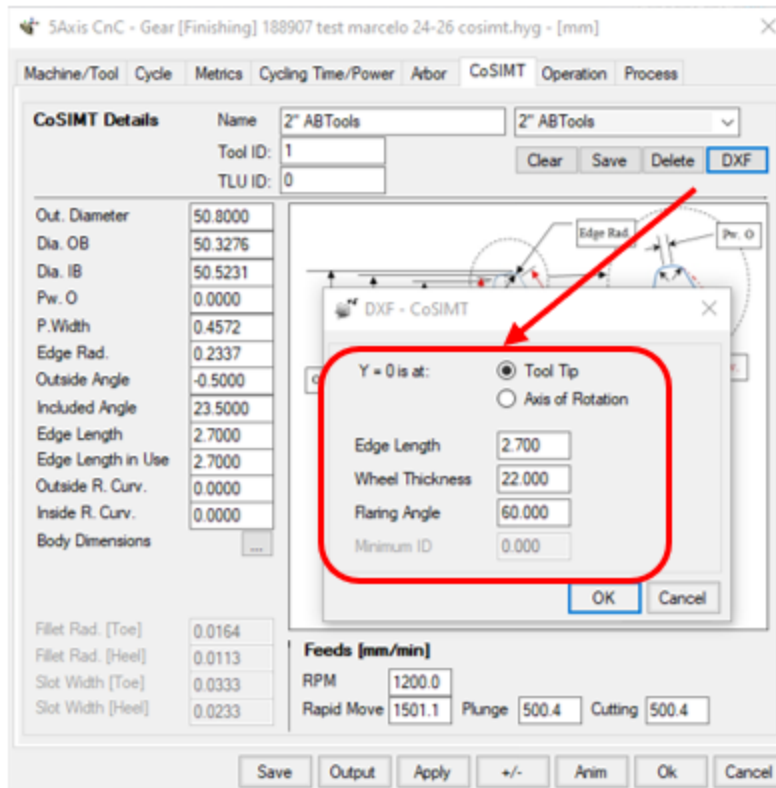 5Axis CnC - Gear [Finishing] 188907 test marcelo 24-26 cosimt.hyg - [mm]
Machine/Tool Cycle Metrics Cycling Time/Power Arbor CoSIMT Operation Process
CoSIMT Details Name 2" ABTools 2" ABTools
Tool ID: 1 Clear Save Delete DXF
TLU ID: 0
Out. Diameter 50.8000
Dia. OB 50.3276 Edge Rad. Pw. O
Dia. IB 50.5231
Pw. O 0.0000
P.Width 0.4572 DXF - CoSIMT
Edge Rad. 0.2337
Outside Angle -0.5000 Y = 0 is at: Tool Tip
Included Angle 23.5000 Axis of Rotation
Edge Length 2.7000 Edge Length 2.700
Edge Length in Use 2.7000 Wheel Thickness 22.000
Outside R. Curv. 0.0000 Flaring Angle 60.000
Inside R. Curv. 0.0000
Body Dimensions ... Minimum ID 0.000
OK Cancel
Fillet Rad. [Toe] 0.0164
Fillet Rad. [Heel] 0.0113 Feeds [mm/min]
Slot Width [Toe] 0.0333 RPM 1200.0
Slot Width [Heel] 0.0233 Rapid Move 1501.1 Plunge 500.4 Cutting 500.4
Save Output Apply +/- Anim Ok Cancel